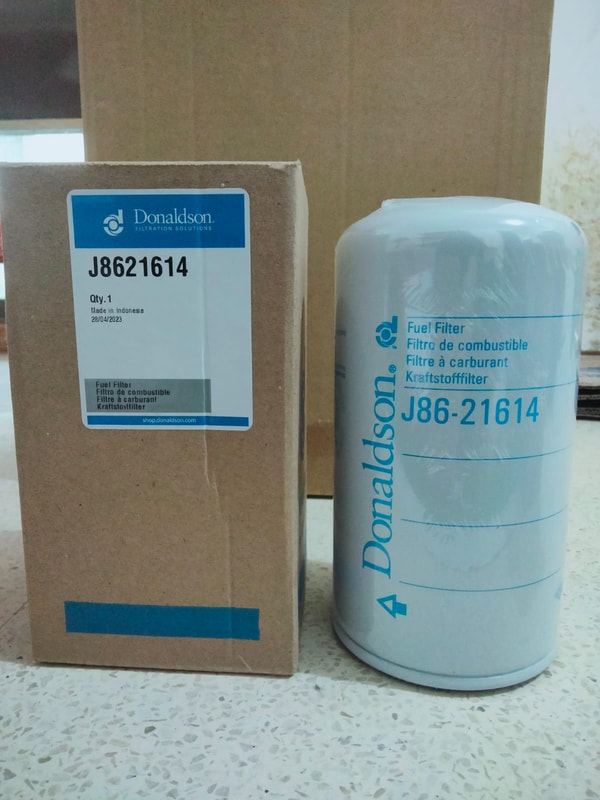 Donaldson.
FILTRATION SOLUTIONS
J8621614
Qty. 1
Made in Indonesia
28/04/2023
Fuel Filter
Filtro de combustible
Filtre à carburant
Kraftstoffilter
shop.donaldson.com
Donaldson®
Fuel Filter
Filtro de combustible
Filtre à carburant
Kraftstofffilter
J86-21614